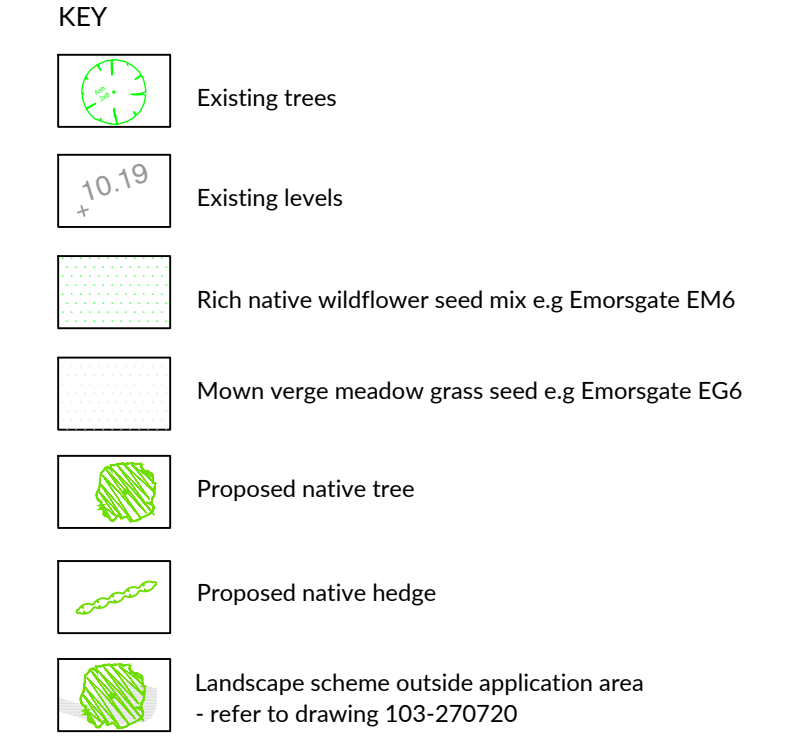 KEY
Existing trees
10.19
+
Existing levels
Rich native wildflower seed mix e.g Emorsgate EM6
Mown verge meadow grass seed e.g Emorsgate EG6
Proposed native tree
Proposed native hedge
Landscape scheme outside application area
- refer to drawing 103-270720